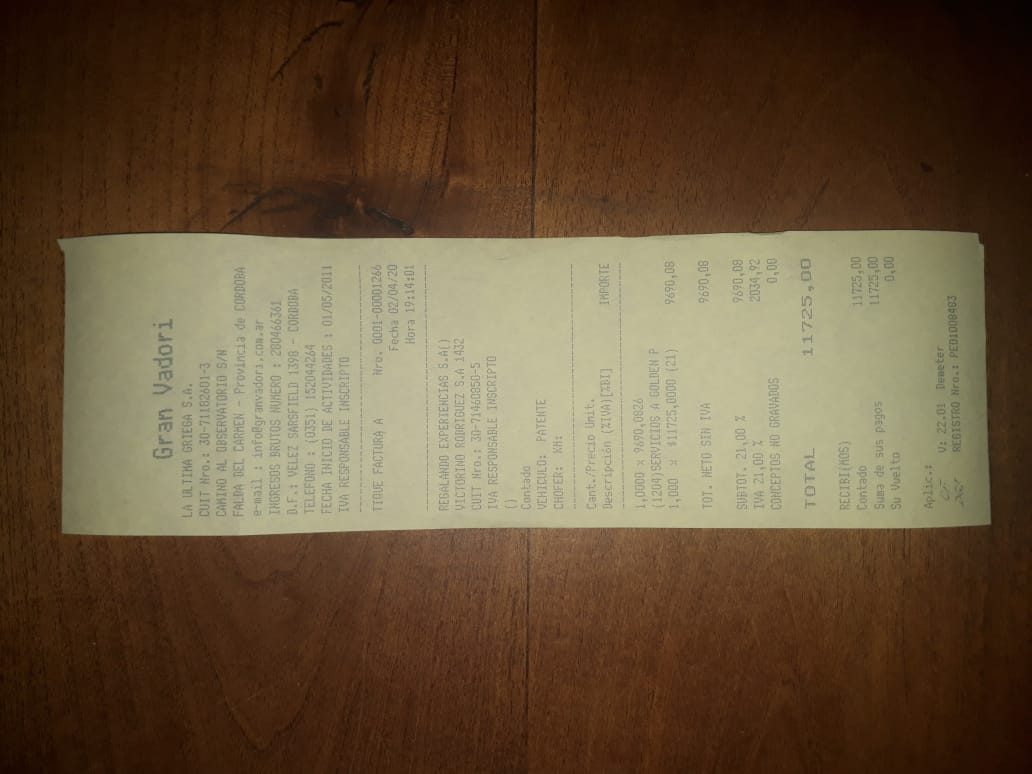 Gran Vadori
LA ULTIMA GRIEGA S.A.
CUIT Nro.: 30-71182601-3
CAMINO AL OBSERVATORIO S/N
FALDA DEL CARMEN - Provincia de CORDOBA
e-mail : info@granvadori.com.ar
INGRESOS BRUTOS NUMERO : 280466361
D.F.: VELEZ SARSFIELD 1398 - CORDOBA
TELEFONO : (0351) 152044264
FECHA INICIO DE ACTIVIDADES : 01/05/2011
IVA RESPONSABLE INSCRIPTO
TIQUE FACTURA A Nro. 0001-00001266
Fecha 02/04/20
Hora 19:14:01
REGALANDO EXPERIENCIAS S.A()
VICTORINO RODRIGUEZ S.A 1432
CUIT Nro.: 30-71460850-5
IVA RESPONSABLE INSCRIPTO
()
Contado
VEHICULO: PATENTE
CHOFER: KM:
Cant./Precio Unit.
Descripción (%IVA)[%BI] IMPORTE
1,0000 x 9690,0826
(1204)SERVICIOS A GOLDEN P
1,000 x $11725,0000 (21) 9690,08
TOT. NETO SIN IVA 9690,08
SUBTOT. 21,00 % 9690,08
IVA 21,00 % 2034,92
CONCEPTOS NO GRAVADOS 0,00
TOTAL 11725,00
RECIBI(MOS)
Contado 11725,00
Suma de sus pagos 11725,00
Su vuelto 0,00
Aplic.: V: 22.01 Demeter
REGISTRO Nro.: PEDI008483